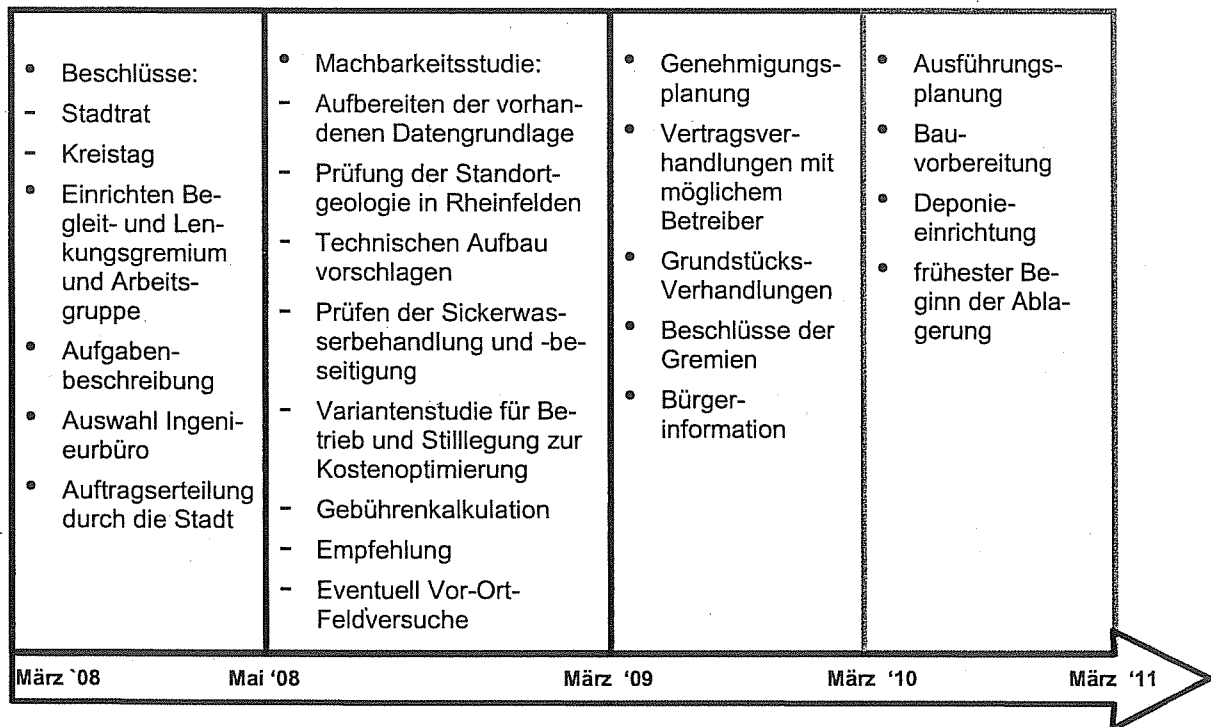 • Beschlüsse:
- Stadtrat
- Kreistag
• Einrichten Be-
gleit- und Len-
kungsgremium
und Arbeits-
gruppe
• Aufgaben-
beschreibung
• Auswahl Ingeni-
eurbüro
• Auftragserteilung
durch die Stadt
• Machbarkeitsstudie:
- Aufbereiten der vorhan-
denen Datengrundlage
- Prüfung der Standort-
geologie in Rheinfelden
- Technischen Aufbau
vorschlagen
- Prüfen der Sickerwas-
serbehandlung und -be-
seitigung
- Variantenstudie für Be-
trieb und Stilllegung zur
Kostenoptimierung
- Gebührenkalkulation
- Empfehlung
- Eventuell Vor-Ort-
Feldversuche
• Genehmigungs-
planung
• Vertragsver-
handlungen mit
möglichem
Betreiber
• Grundstücks-
Verhandlungen
• Beschlüsse der
Gremien
• Bürger-
information
• Ausführungs-
planung
• Bau-
vorbereitung
• Deponie-
einrichtung
• frühester Be-
ginn der Abla-
gerung
März `08 Mai '08 März '09 März '10 März '11